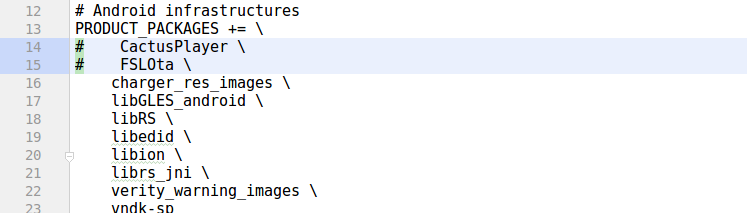 12 # Android infrastructures
13 PRODUCT_PACKAGES += \
14 #    CactusPlayer \
15 #    FSLOta \
16     charger_res_images \
17     libGLES_android \
18     libRS \
19     libedid \
20     libion \
21     librs_jni \
22     verity_warning_images \
23     vndk-sp